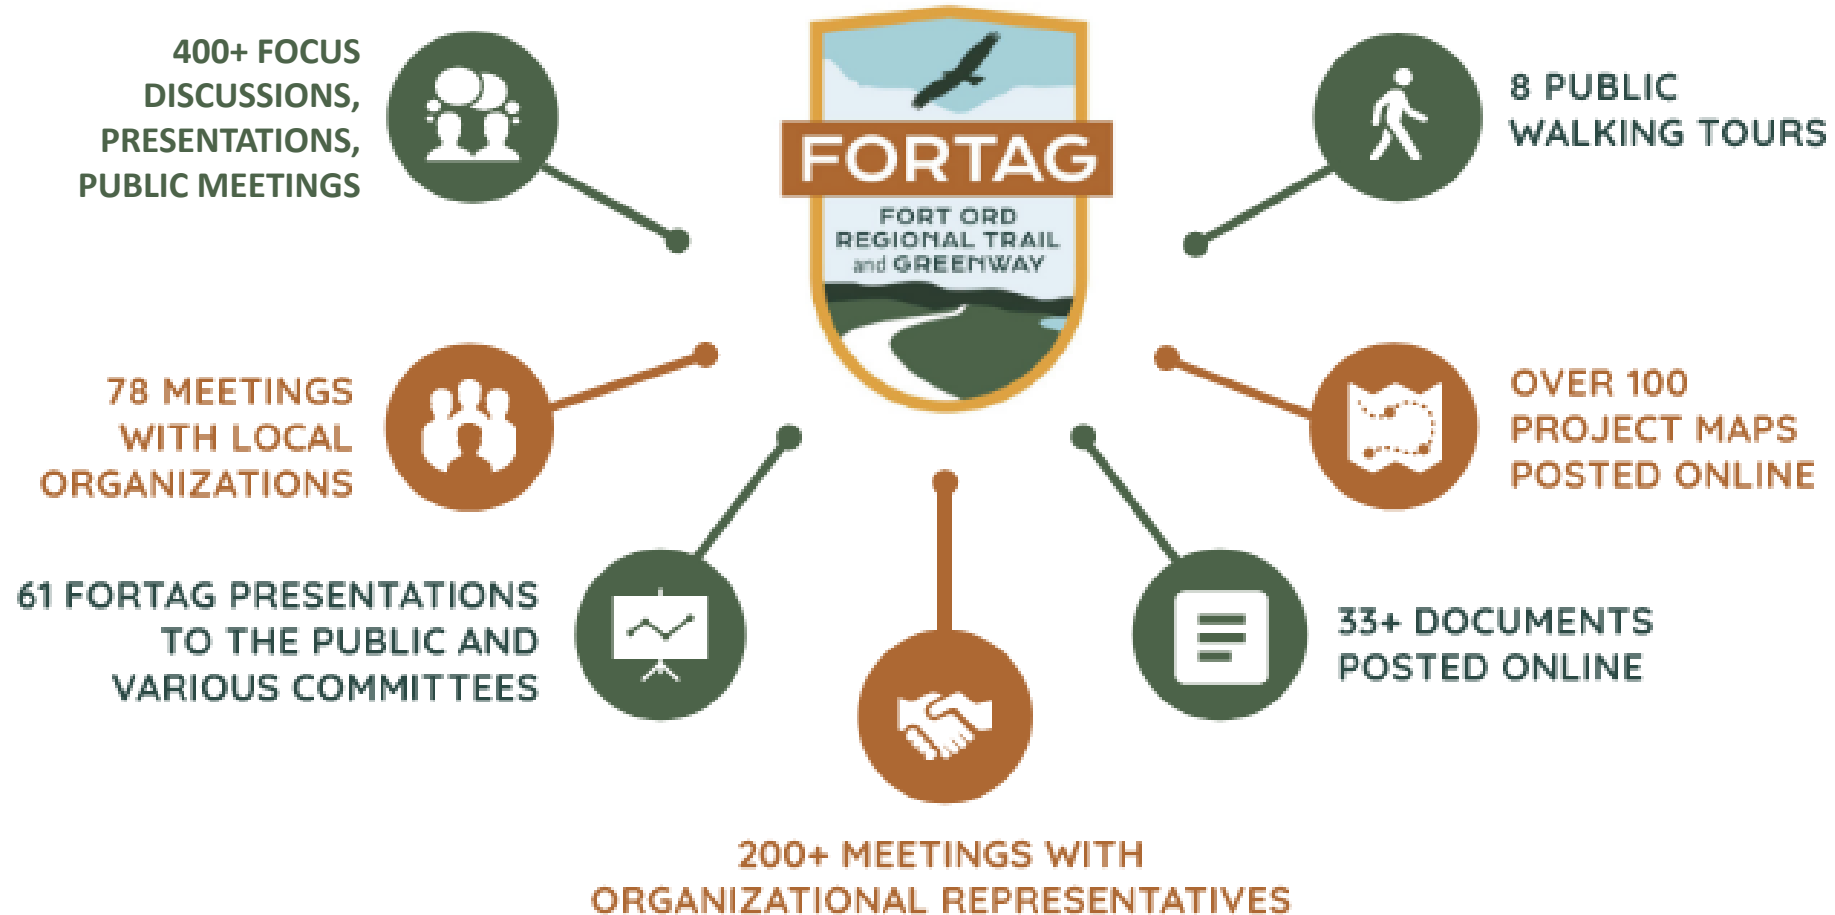 400+ FOCUS
DISCUSSIONS,
PRESENTATIONS,
PUBLIC MEETINGS
FORTAG
FORT ORD
REGIONAL TRAIL
and GREENWAY
8 PUBLIC
WALKING TOURS
78 MEETINGS
WITH LOCAL
ORGANIZATIONS
OVER 100
PROJECT MAPS
POSTED ONLINE
61 FORTAG PRESENTATIONS
TO THE PUBLIC AND
VARIOUS COMMITTEES
33+ DOCUMENTS
POSTED ONLINE
200+ MEETINGS WITH
ORGANIZATIONAL REPRESENTATIVES